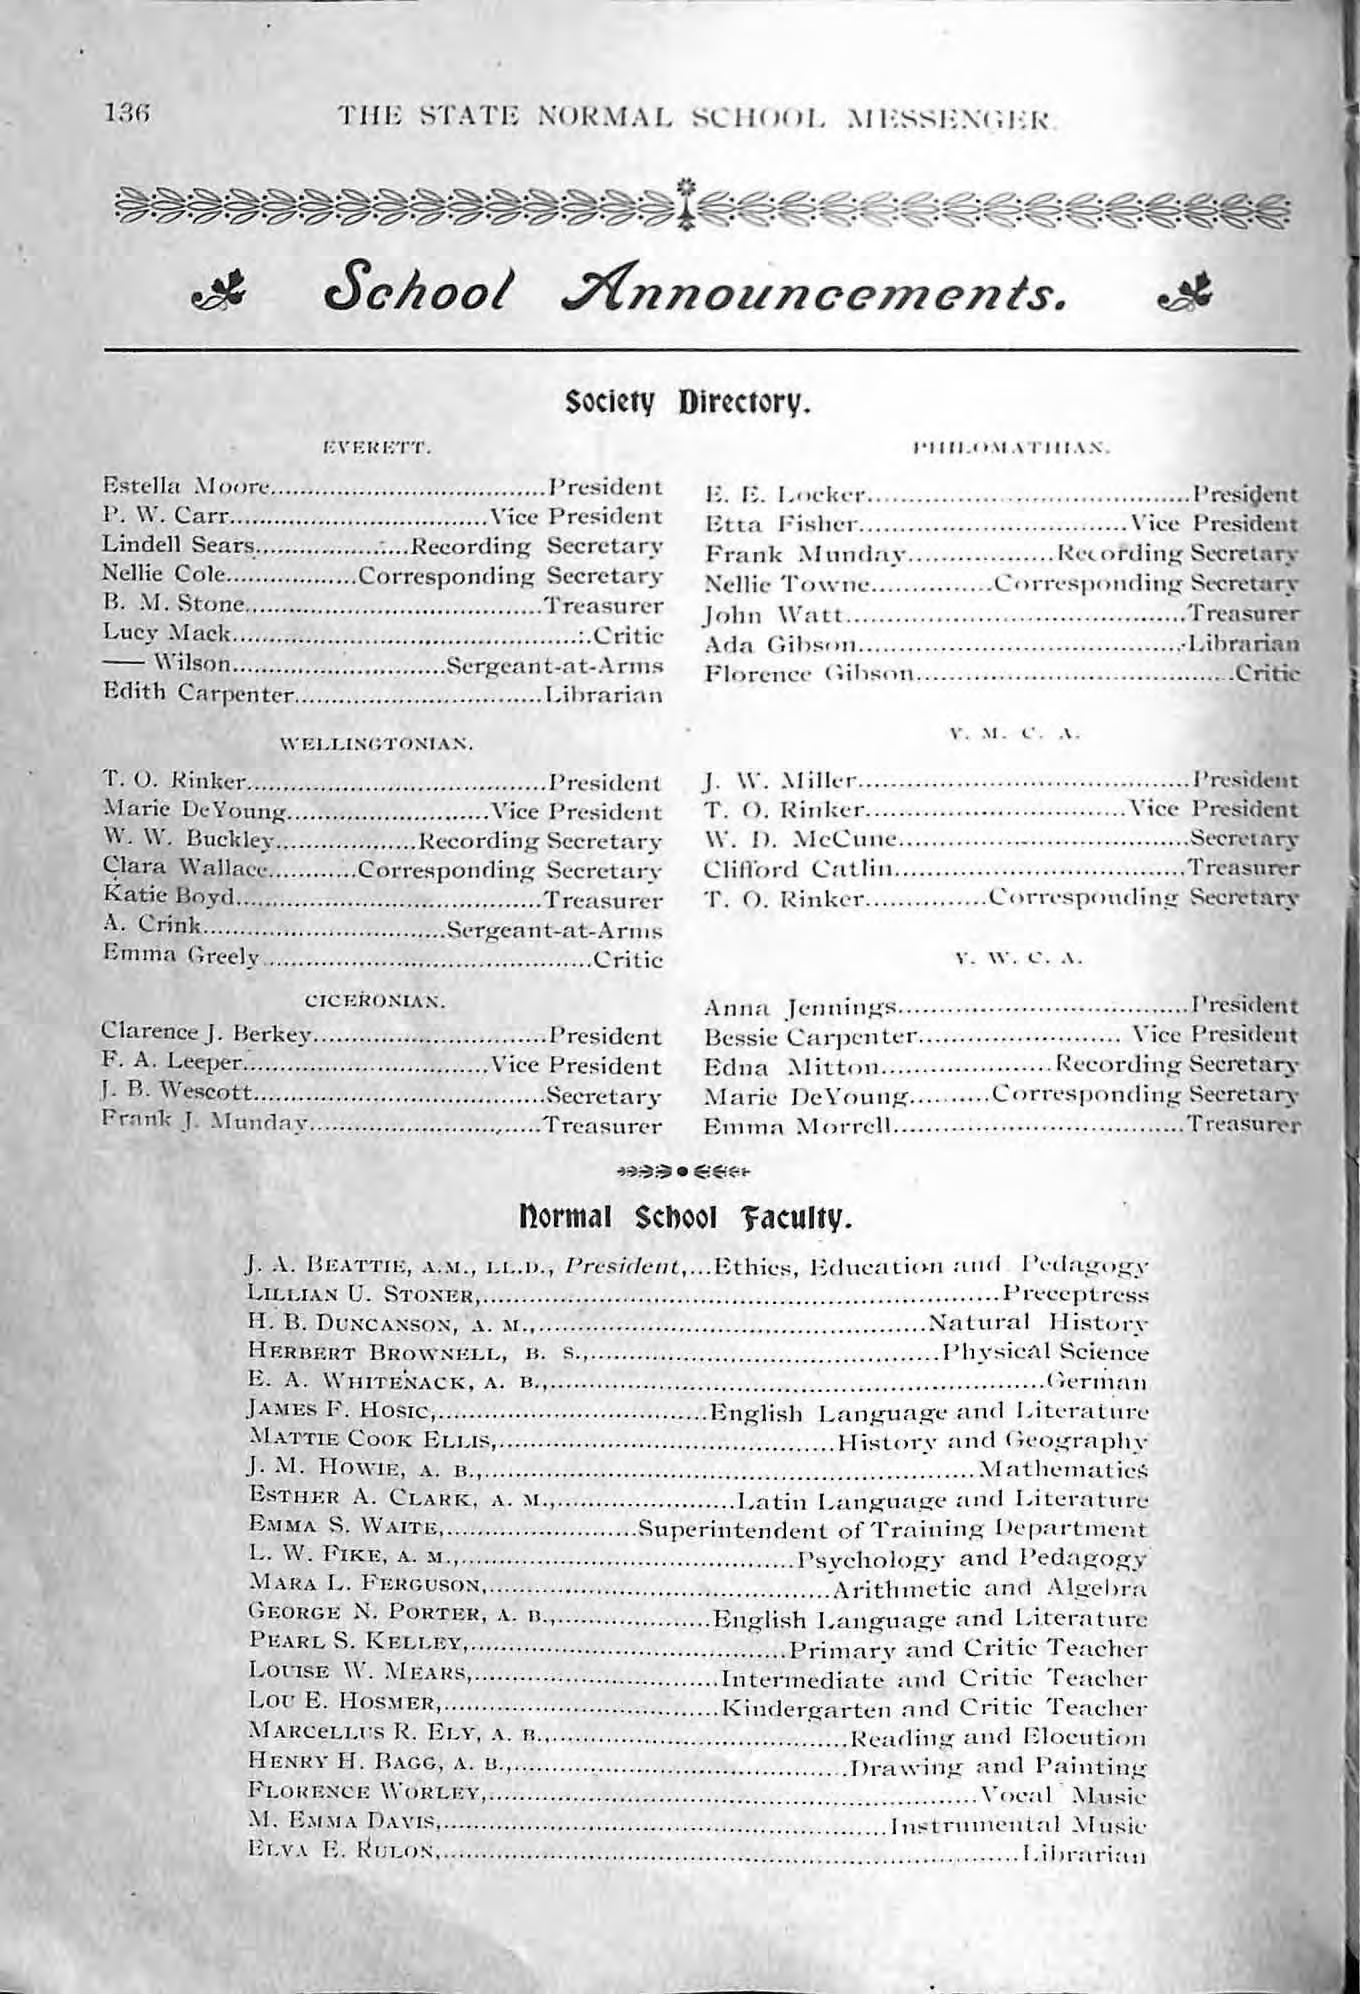 136 THE STATE NORMAL SCHOOL MESSENGER.
School Announcements.
Society Directory.
EVERETT.
Estella Moore....................................President
P. W. Carr..................................Vice President
Lindell Sears....................Recording Secretary
Nellie Cole..................Corresponding Secretary
B. M. Stone........................................Treasurer
Lucy Mack..............................................Critic
—— Wilson.............................Sergeant-at-Arms
Edith Carpenter.................................Librarian
WELLINGTONIAN.
T. O. Rinker.........................................President
Marie DeYoung...........................Vice President
W. W. Buckley...................Recording Secretary
Clara Wallace............Corresponding Secretary
Katie Boyd.........................................Treasurer
A. Crink................................Sergeant-at-Arms
Emma Greely............................................Critic
CICERONIAN.
Clarence J. Berkey...............................President
F. A. Leeper.................................Vice President
J. B. Wescott.......................................Secretary
Frank J. Munday...............................Treasurer
PHILOMATHIAN.
E. E. Locker...........................................President
Etta Fisher...................................Vice President
Frank Munday...................Recording Secretary
Nellie Towne................Corresponding Secretary
John Watt.............................................Treasurer
Ada Gibson...........................................Librarian
Florence Gibson..........................................Critic
Y. M. C. A.
J. W. Miller............................................President
T. O. Rinker..................................Vice President
W. D. McCune......................................Secretary
Clifford Catlin.......................................Treasurer
T. O. Rinker................Corresponding Secretary
Y. W. C. A.
Anna Jennings......................................President
Bessie Carpenter........................... Vice President
Edna Mitton.......................Recording Secretary
Marie DeYoung..........Corresponding Secretary
Emma Morrell......................................Treasurer
Normal School Faculty.
J. A. BEATTIE, A.M., LL.D., President,...Ethics, Education and Pedagogy
LILLIAN U. STONER,....................................................................Preceptress
H. B. DUNCANSON, A. M.,...................................................Natural History
HERBERT BROWNELL, B. S.,..............................................Physical Science
E. A. WHITENACK, A. B.,.................................................................German
JAMES F. HOSIC,...................................English Language and Literature
MATTIE COOK ELLIS,............................................History and Geography
J. M. HOWIE, A. B.,................................................................Mathematics
ESTHER A. CLARK, A. M.,.......................Latin Language and Literature
EMMA S. WAITE,.........................Superintendent of Training Department
L. W. FIKE, A. M.,............................................Psychology and Pedagogy
MARA L. FERGUSON,.............................................Arithmetic and Algebra
GEORGE N. PORTER, A. B.,....................English Language and Literature
PEARL S. KELLEY,..........................................Primary and Critic Teacher
LOUISE W. MEARS,................................Intermediate and Critic Teacher
LOU E. HOSMER,....................................Kindergarten and Critic Teacher
MARCELLUS R. ELY, A. B.,.......................................Reading and Elocution
HENRY H. BAGG, A. B.,............................................Drawing and Painting
FLORENCE WORLEY,................................................................Vocal Music
M. EMMA DAVIS,...........................................................Instrumental Music
ELVA E. RULON,............................................................................Librarian